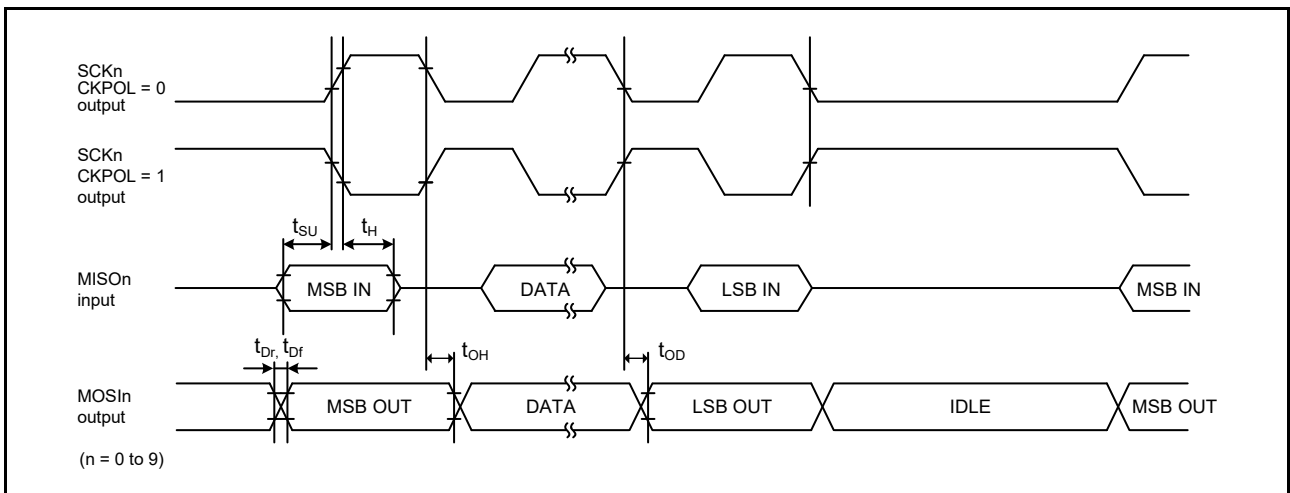 SCKn
CKPOL = 0
output
SCKn
CKPOL = 1
output
tSU
tH
MISOn
input
MSB IN
DATA
LSB IN
MSB IN
tDr, tDf
tOH
tOD
MOSIn
output
MSB OUT
DATA
LSB OUT
IDLE
MSB OUT
(n = 0 to 9)